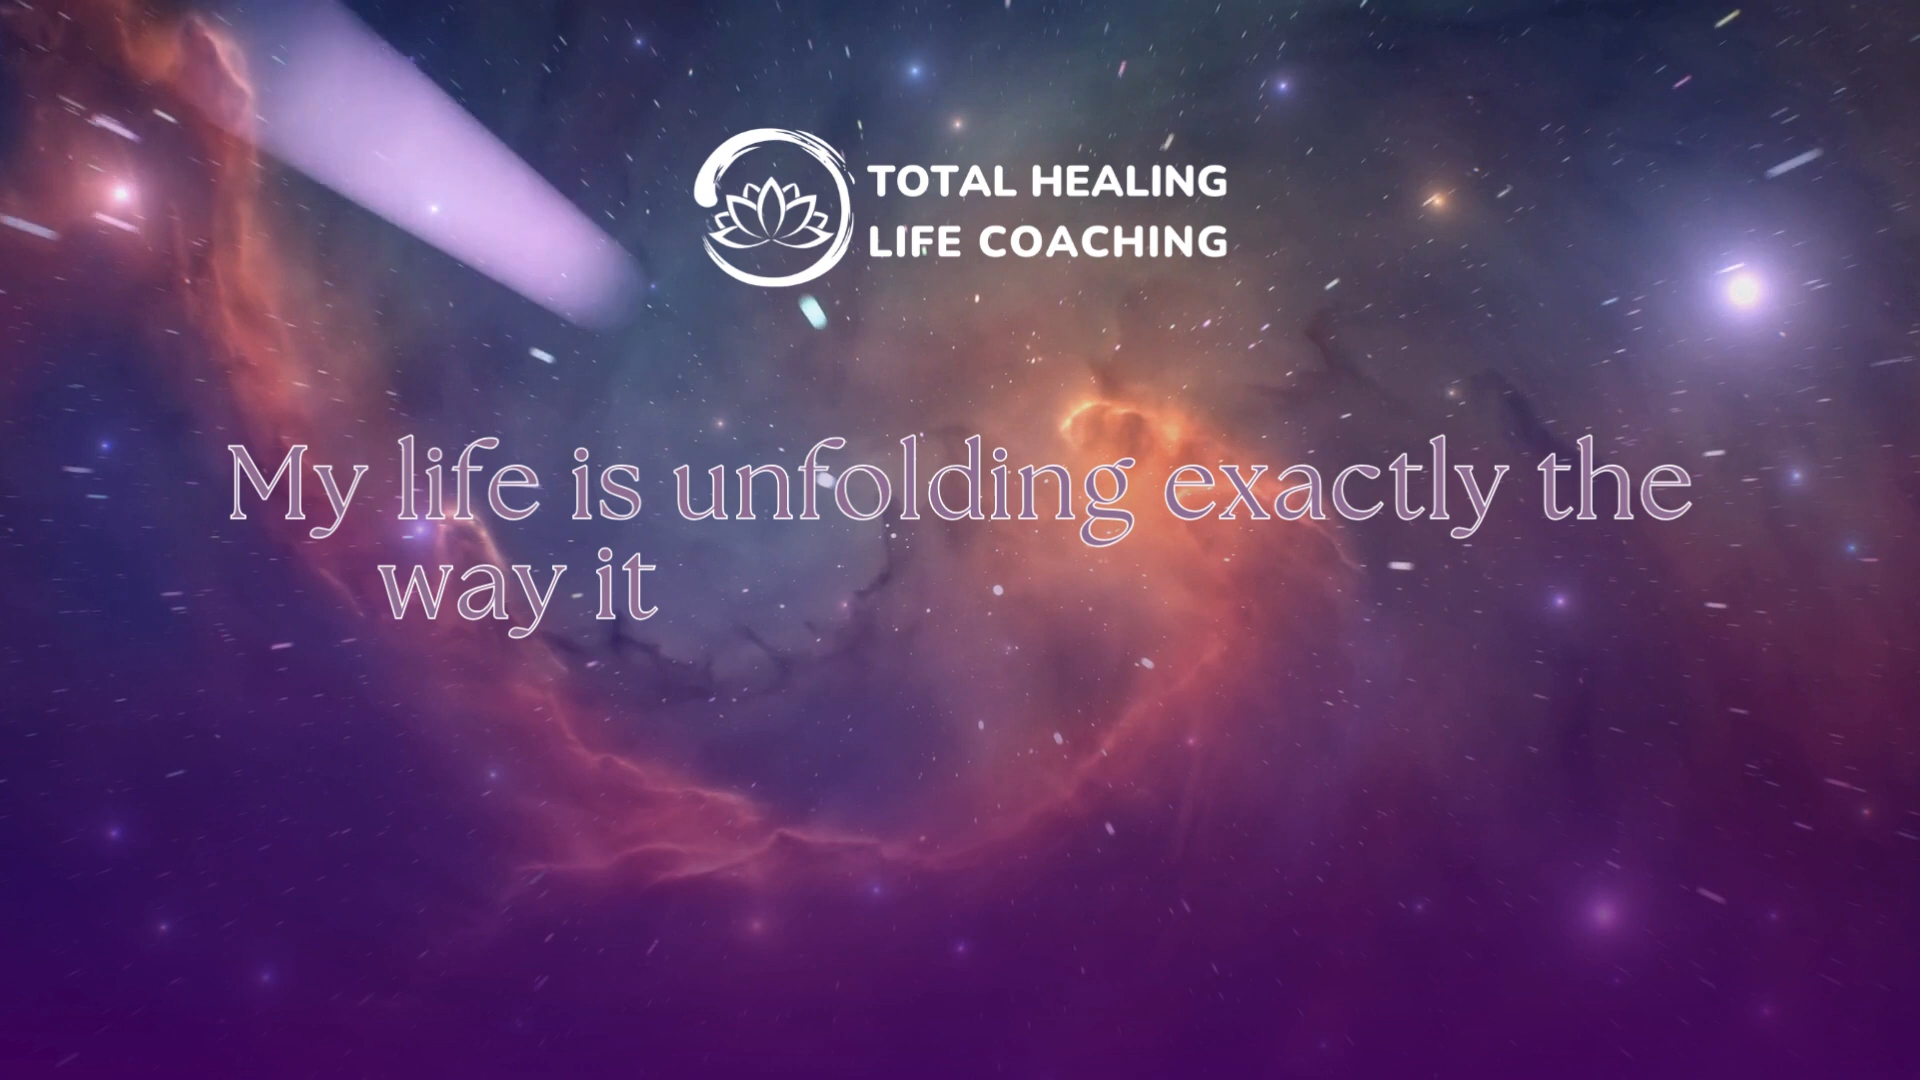 TOTAL HEALING
LIFE COACHING
My life is unfolding exactly the
way it